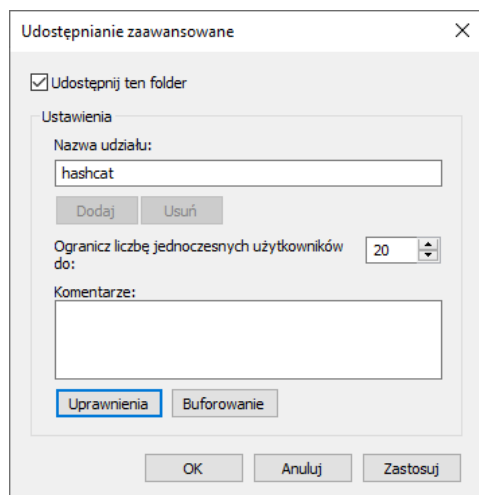 Udostępnianie zaawansowane
Udostępnij ten folder
Ustawienia
Nazwa udziału:
hashcat
Dodaj Usuń
Ogranicz liczbę jednoczesnych użytkowników
do:
20
Komentarze:
Uprawnienia Buforowanie
OK Anuluj Zastosuj